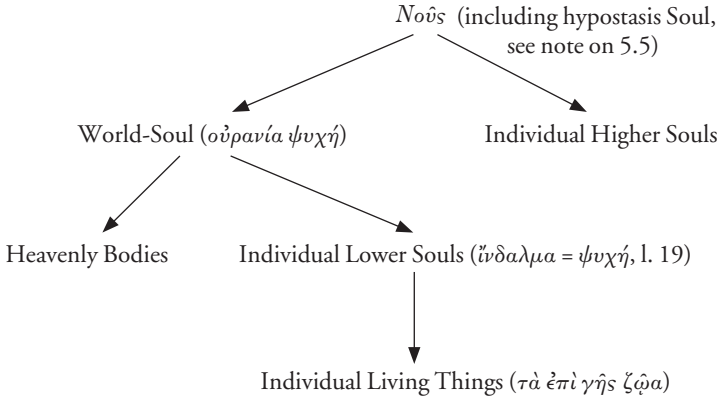 Νοῦς (including hypostasis Soul,
see note on 5.5)
World-Soul (οὐρανία ψυχή)
Individual Higher Souls
Heavenly Bodies
Individual Lower Souls (ἴνδαλμα = ψυχή, l. 19)
Individual Living Things (τὰ ἐπὶ γῆς ζῷα)